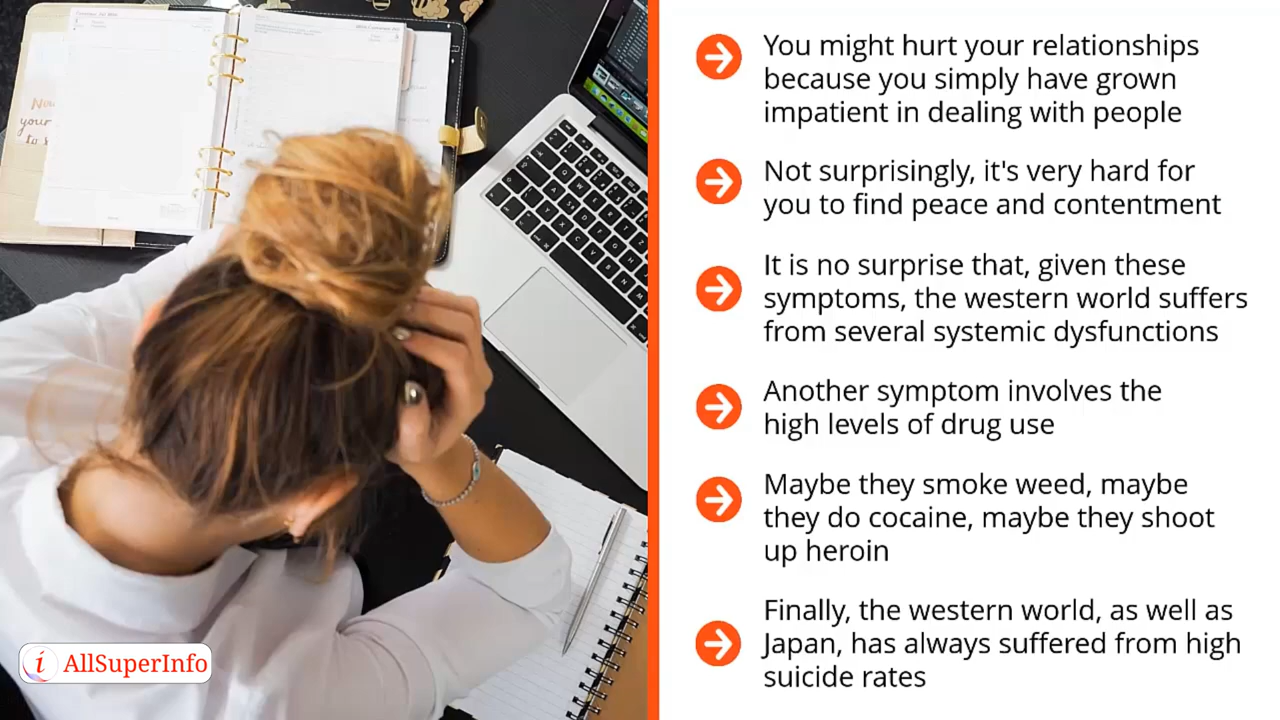 You might hurt your relationships
because you simply have grown
impatient in dealing with people
Not surprisingly, it's very hard for
you to find peace and contentment
It is no surprise that, given these
symptoms, the western world suffers
from several systemic dysfunctions
Another symptom involves the
high levels of drug use
Maybe they smoke weed, maybe
they do cocaine, maybe they shoot
up heroin
Finally, the western world, as well as
Japan, has always suffered from high
suicide rates
i AllSuperInfo